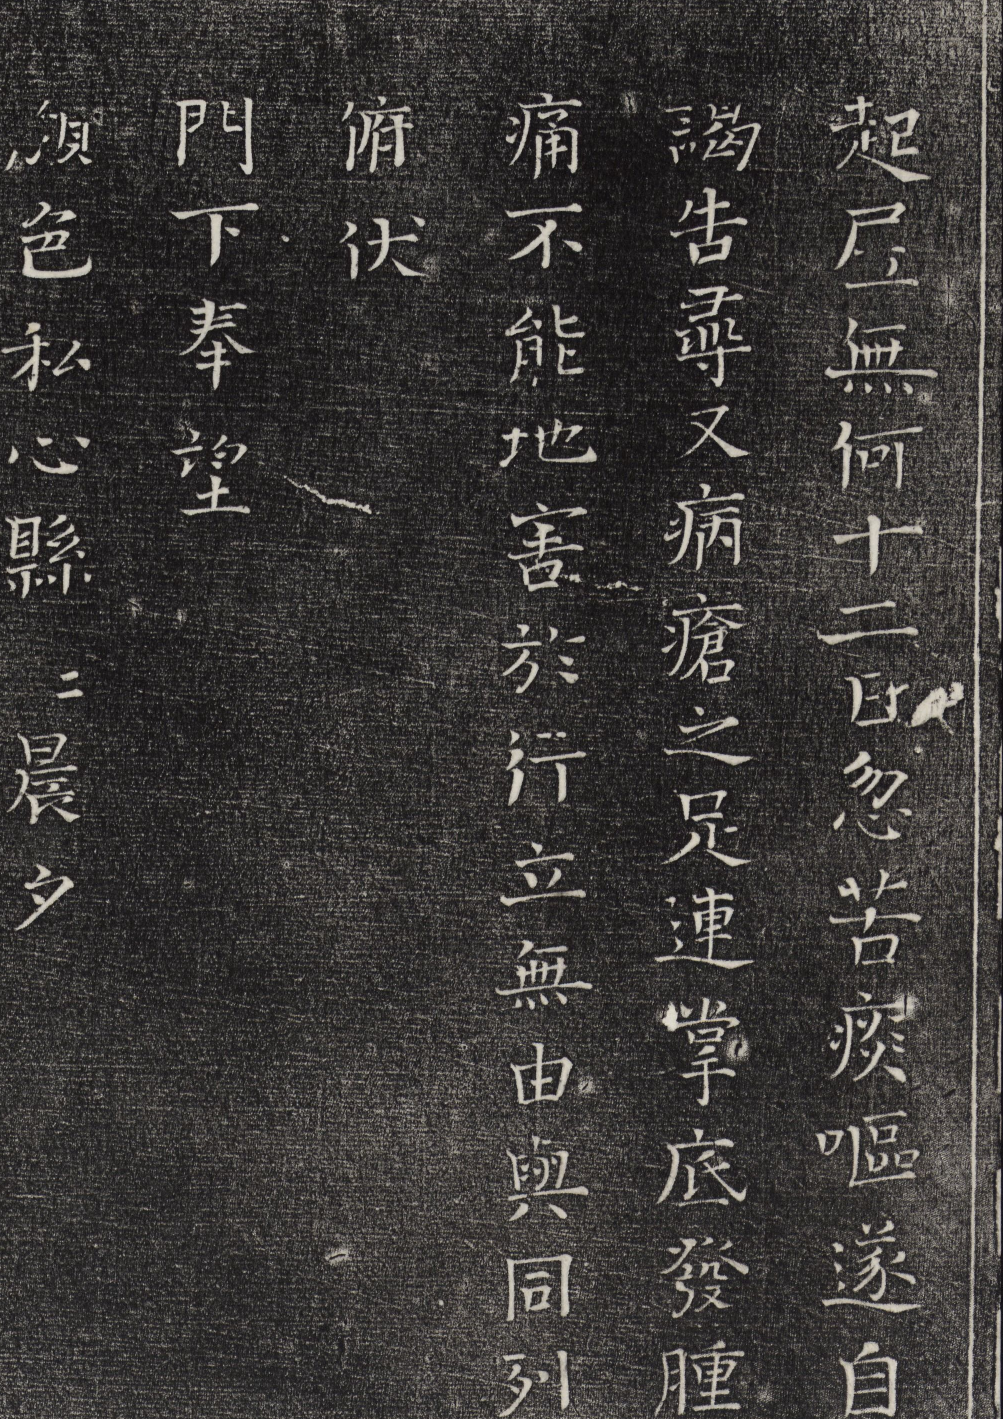 起居無何十二日忽苦痰嘔遂自
謁告尋又病瘡之足連掌底發腫
痛不能地害於行立無由與同列
俯伏
門下奉望
顏色私心縣〻晨夕